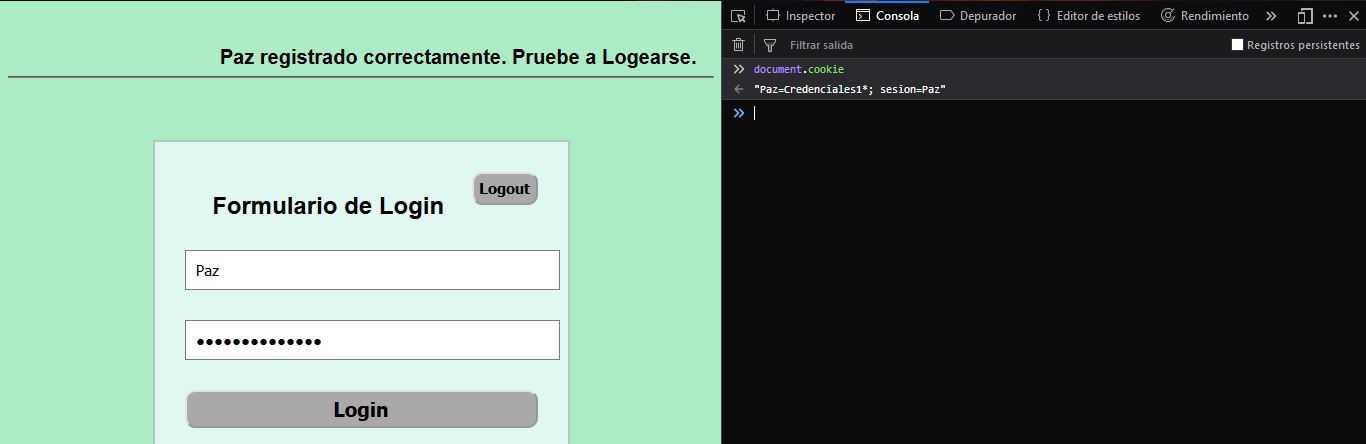 Paz registrado correctamente. Pruebe a Logearse.
Logout
Formulario de Login
Paz
••••••••••••••
Login
Inspector Consola Depurador { } Editor de estilos Rendimiento
Filtrar salida Registros persistentes
document.cookie
"Paz=Credenciales1*; sesion=Paz"